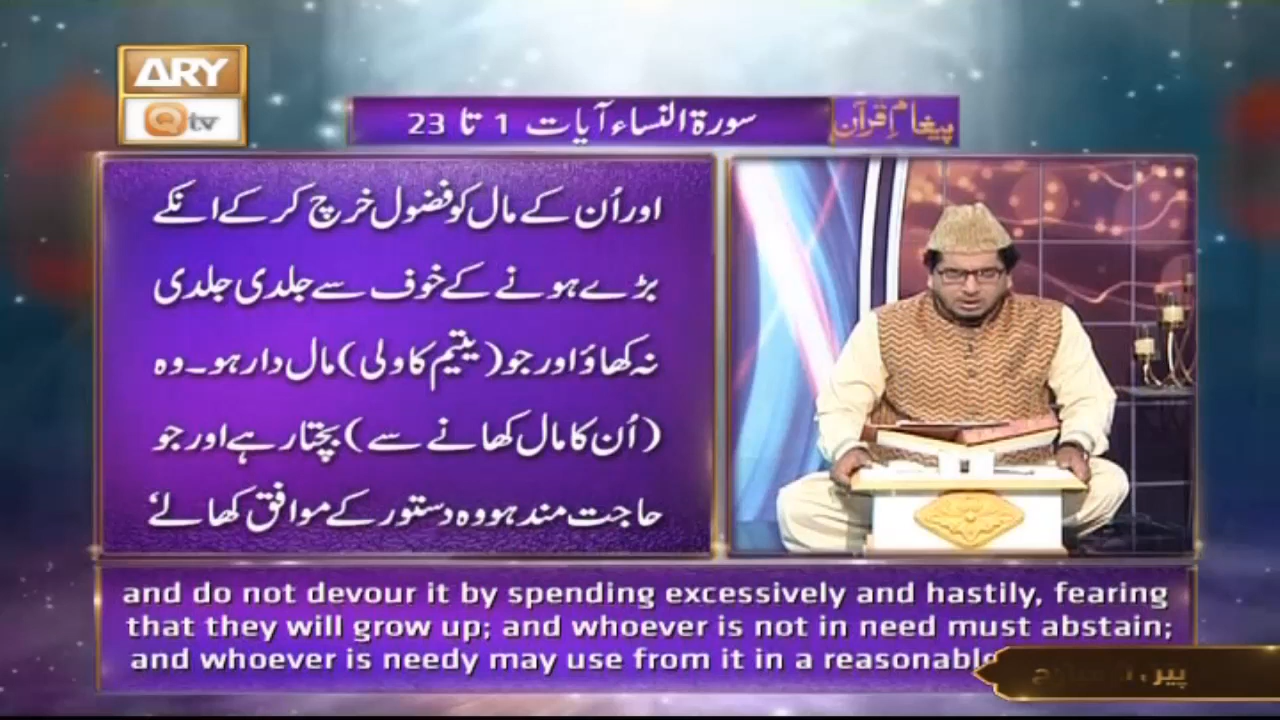 ARY
Qtv
پیغامِ قرآن
سورۃ النساء آیات 1 تا 23
اور اُن کے مال کو فضول خرچ کر کے انکے
بڑے ہونے کے خوف سے جلدی جلدی
نہ کھاؤ اور جو (یتیم کا ولی) مال دار ہو۔ وہ
(اُن کا مال کھانے سے) بچتا رہے اور جو
حاجت مند ہو وہ دستور کے موافق کھالے ٗ
and do not devour it by spending excessively and hastily, fearing
that they will grow up; and whoever is not in need must abstain;
and whoever is needy may use from it in a reasonable
پیر